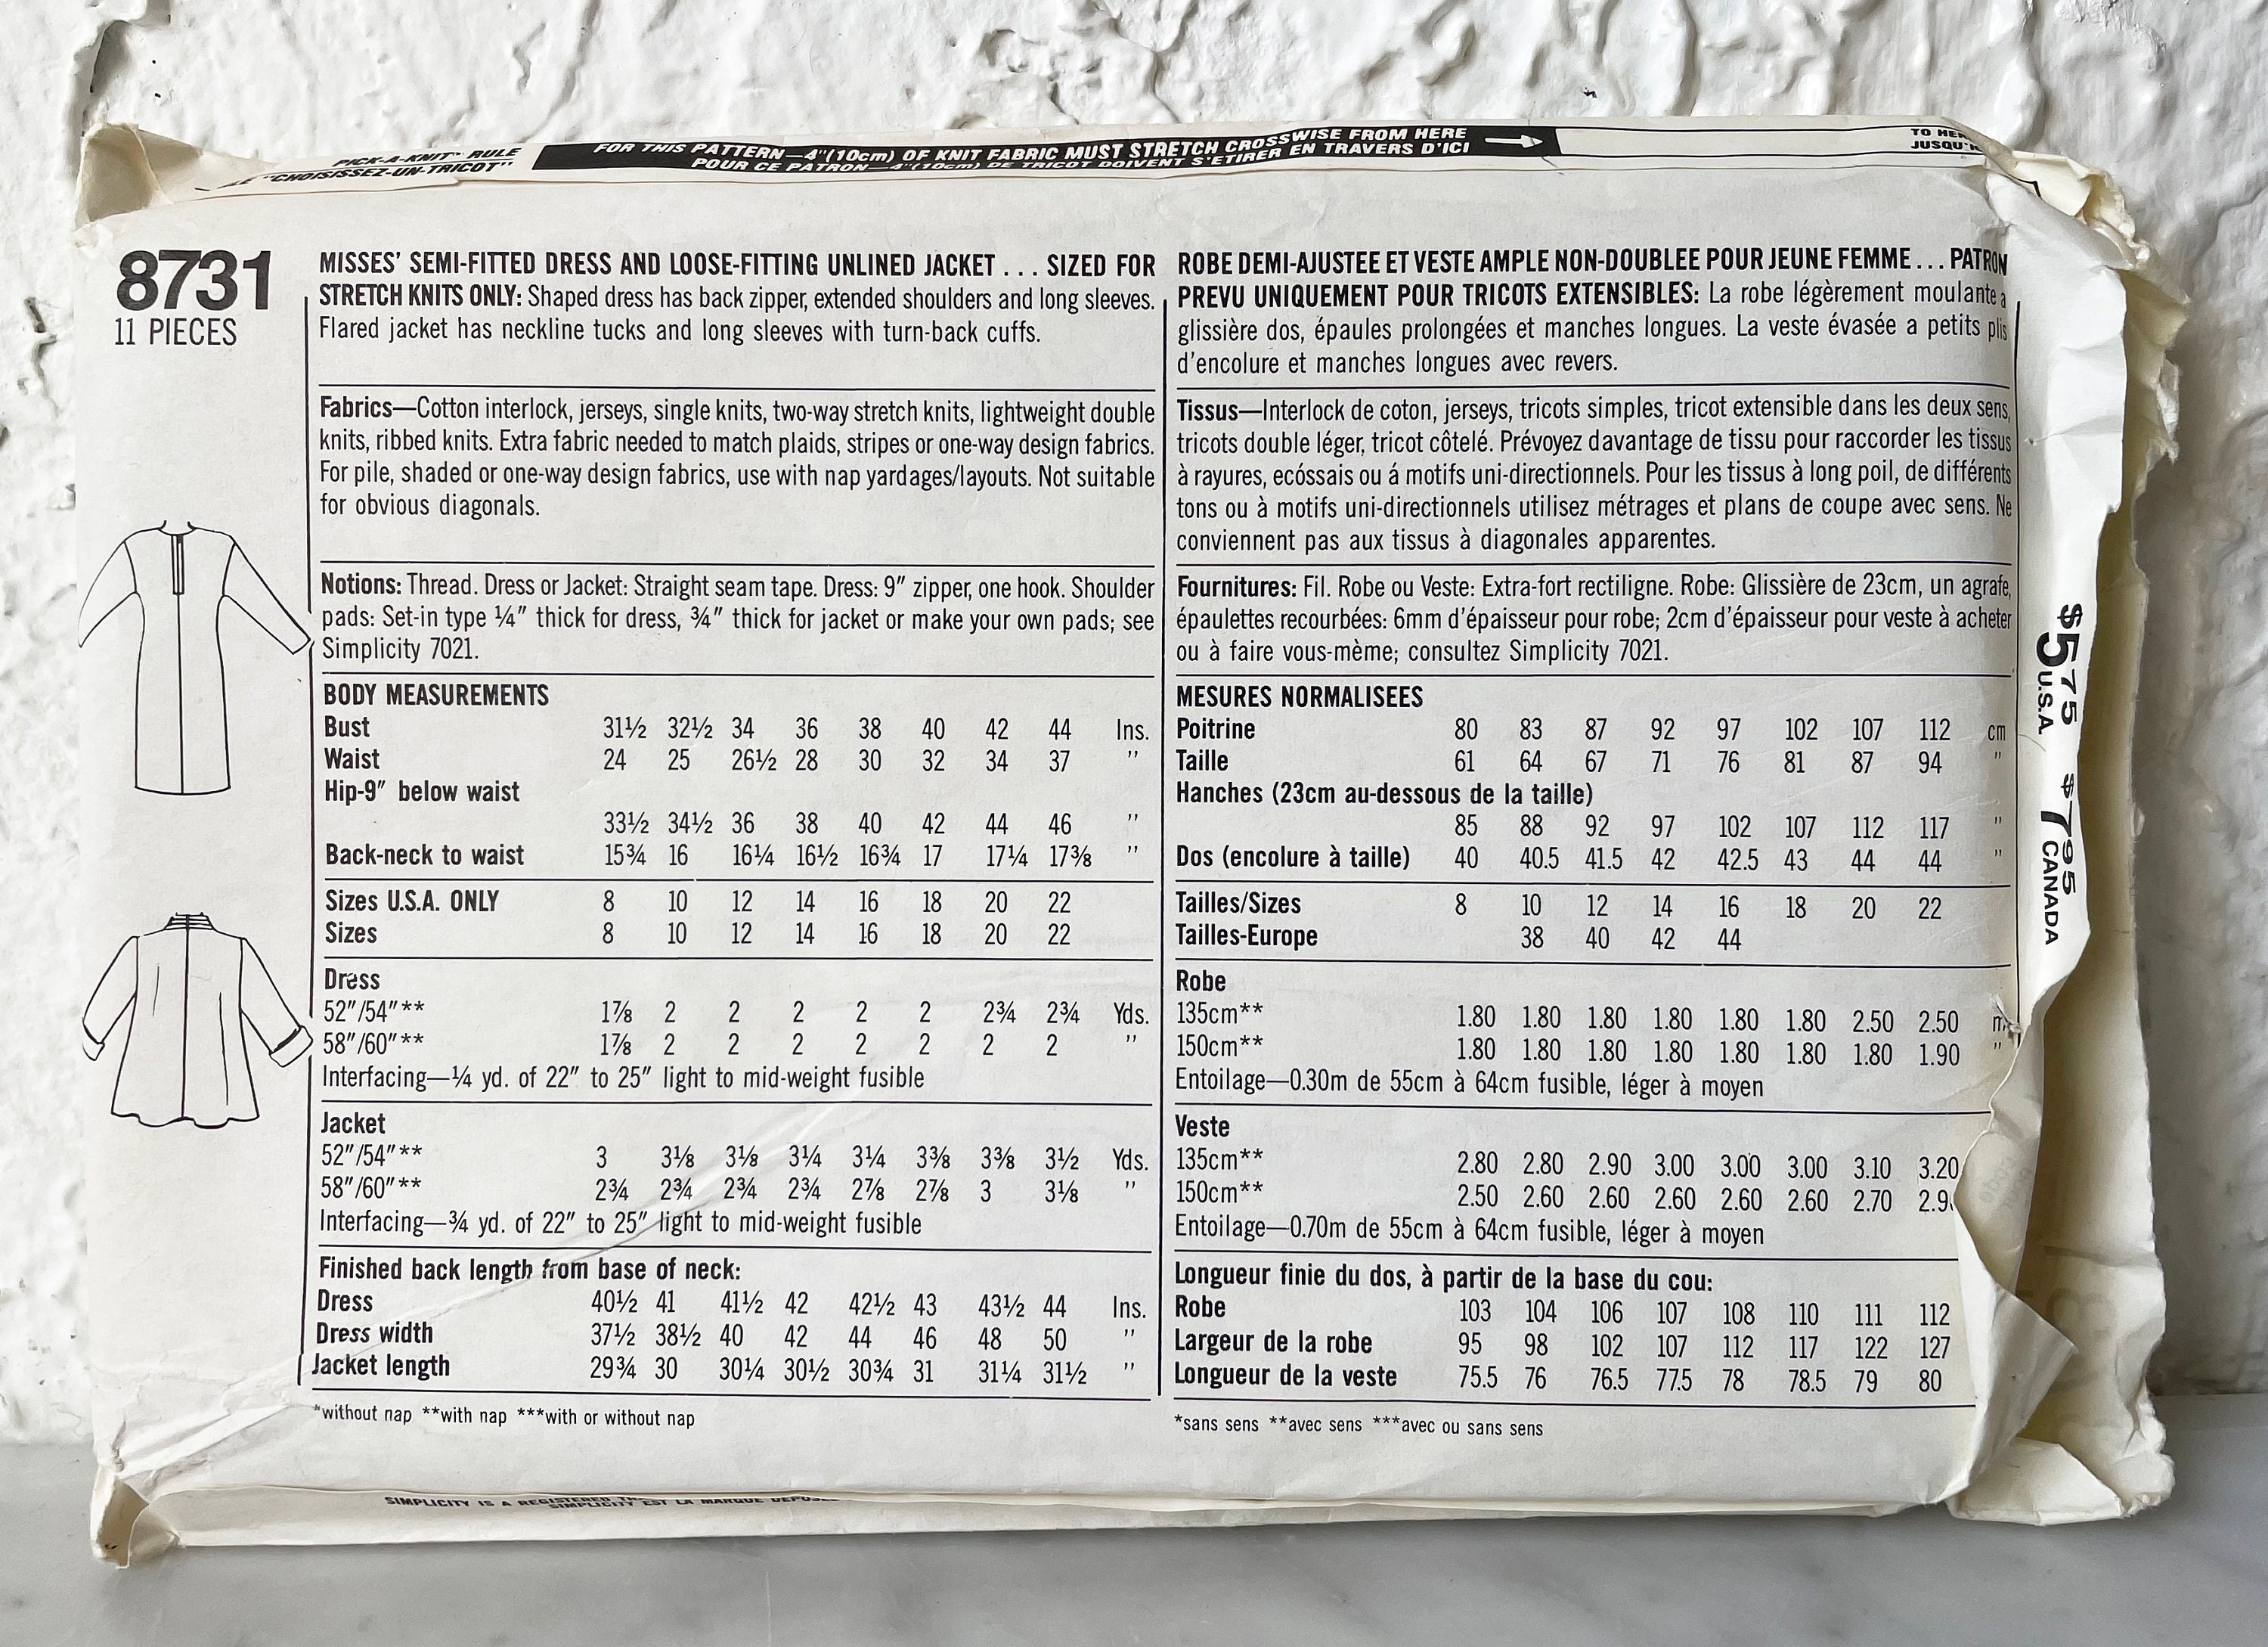 PICK-A-KNIT® RULE
"CHOISISSEZ-UN-TRICOT"
FOR THIS PATTERN—4"(10cm) OF KNIT FABRIC MUST STRETCH CROSSWISE FROM HERE
POUR CE PATRON—4"(10cm) DE TRICOT DOIVENT S'ETIRER EN TRAVERS D'ICI
TO
8731
11 PIECES
MISSES' SEMI-FITTED DRESS AND LOOSE-FITTING UNLINED JACKET . . . SIZED FOR
STRETCH KNITS ONLY: Shaped dress has back zipper, extended shoulders and long sleeves.
Flared jacket has neckline tucks and long sleeves with turn-back cuffs.
Fabrics—Cotton interlock, jerseys, single knits, two-way stretch knits, lightweight double
knits, ribbed knits. Extra fabric needed to match plaids, stripes or one-way design fabrics.
For pile, shaded or one-way design fabrics, use with nap yardages/layouts. Not suitable
for obvious diagonals.
Notions: Thread. Dress or Jacket: Straight seam tape. Dress: 9″ zipper, one hook. Shoulder
pads: Set-in type ¼″ thick for dress, ¾″ thick for jacket or make your own pads; see
Simplicity 7021.
BODY MEASUREMENTS
Bust 31½ 32½ 34 36 38 40 42 44 Ins.
Waist 24 25 26½ 28 30 32 34 37 ″
Hip-9″ below waist
33½ 34½ 36 38 40 42 44 46 ″
Back-neck to waist 15¾ 16 16¼ 16½ 16¾ 17 17¼ 17⅜ ″
Sizes U.S.A. ONLY 8 10 12 14 16 18 20 22
Sizes 8 10 12 14 16 18 20 22
Dress
52″/54″** 1⅞ 2 2 2 2 2 2¾ 2¾ Yds.
58″/60″** 1⅞ 2 2 2 2 2 2 2 ″
Interfacing—¼ yd. of 22″ to 25″ light to mid-weight fusible
Jacket
52″/54″** 3 3⅛ 3⅛ 3¼ 3¼ 3⅜ 3⅜ 3½ Yds.
58″/60″** 2¾ 2¾ 2¾ 2¾ 2⅞ 2⅞ 3 3⅛ ″
Interfacing—¾ yd. of 22″ to 25″ light to mid-weight fusible
Finished back length from base of neck:
Dress 40½ 41 41½ 42 42½ 43 43½ 44 Ins.
Dress width 37½ 38½ 40 42 44 46 48 50 ″
Jacket length 29¾ 30 30¼ 30½ 30¾ 31 31¼ 31½ ″
*without nap **with nap ***with or without nap
ROBE DEMI-AJUSTEE ET VESTE AMPLE NON-DOUBLEE POUR JEUNE FEMME . . . PATRON
PREVU UNIQUEMENT POUR TRICOTS EXTENSIBLES: La robe légèrement moulante a
glissière dos, épaules prolongées et manches longues. La veste évasée a petits plis
d'encolure et manches longues avec revers.
Tissus—Interlock de coton, jerseys, tricots simples, tricot extensible dans les deux sens,
tricots double léger, tricot côtelé. Prévoyez davantage de tissu pour raccorder les tissus
à rayures, ecóssais ou á motifs uni-directionnels. Pour les tissus à long poil, de différents
tons ou à motifs uni-directionnels utilisez métrages et plans de coupe avec sens. Ne
conviennent pas aux tissus à diagonales apparentes.
Fournitures: Fil. Robe ou Veste: Extra-fort rectiligne. Robe: Glissière de 23cm, un agrafe,
épaulettes recourbées: 6mm d'épaisseur pour robe; 2cm d'épaisseur pour veste à acheter
ou à faire vous-mème; consultez Simplicity 7021.
MESURES NORMALISEES
Poitrine 80 83 87 92 97 102 107 112 cm
Taille 61 64 67 71 76 81 87 94 ″
Hanches (23cm au-dessous de la taille)
85 88 92 97 102 107 112 117 ″
Dos (encolure à taille) 40 40.5 41.5 42 42.5 43 44 44 ″
Tailles/Sizes 8 10 12 14 16 18 20 22
Tailles-Europe 38 40 42 44
Robe
135cm** 1.80 1.80 1.80 1.80 1.80 1.80 2.50 2.50 m
150cm** 1.80 1.80 1.80 1.80 1.80 1.80 1.80 1.90 ″
Entoilage—0.30m de 55cm à 64cm fusible, léger à moyen
Veste
135cm** 2.80 2.80 2.90 3.00 3.00 3.00 3.10 3.20
150cm** 2.50 2.60 2.60 2.60 2.60 2.60 2.70
Entoilage—0.70m de 55cm à 64cm fusible, léger à moyen
Longueur finie du dos, à partir de la base du cou:
Robe 103 104 106 107 108 110 111 112
Largeur de la robe 95 98 102 107 112 117 122 127
Longueur de la veste 75.5 76 76.5 77.5 78 78.5 79 80
*sans sens **avec sens ***avec ou sans sens
$5 75 U.S.A. $7 95 CANADA
SIMPLICITY IS A REGISTERED
SIMPLICITY EST LA MARQUE